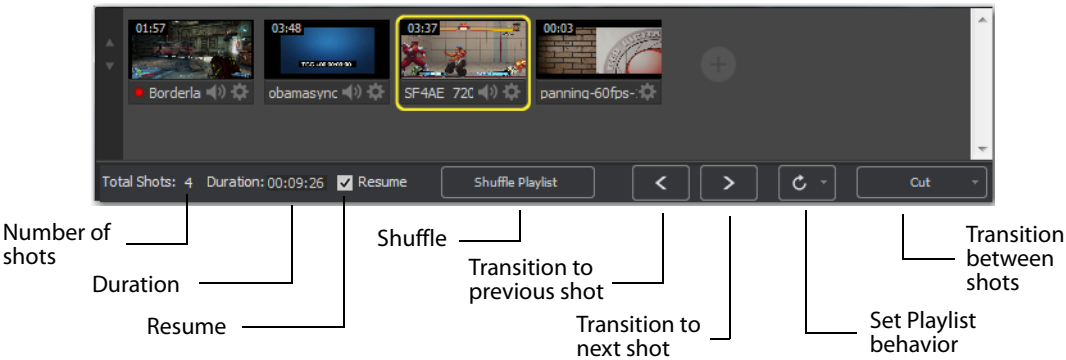 01:57
03:48
03:37
00:03
Borderla
obamasync
SF4AE_720
panning-60fps-
Total Shots: 4 Duration: 00:09:26 Resume
Shuffle Playlist
Cut
Number of
shots
Duration
Resume
Shuffle
Transition to
previous shot
Transition to
next shot
Set Playlist
behavior
Transition
between
shots